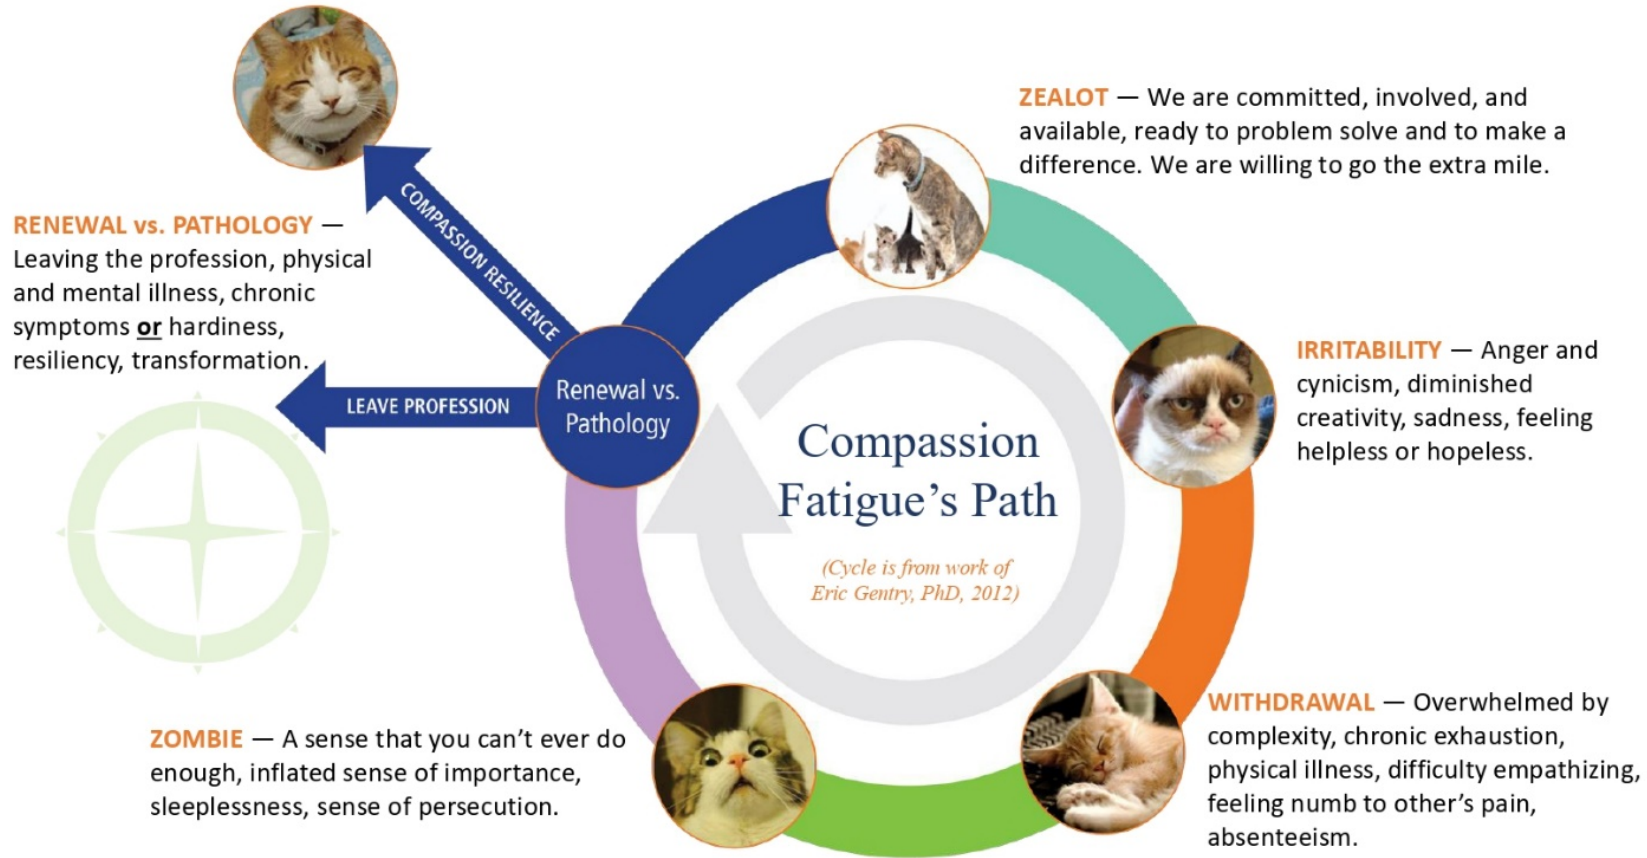 ZEALOT — We are committed, involved, and
available, ready to problem solve and to make a
difference. We are willing to go the extra mile.
COMPASSION RESILIENCE
RENEWAL vs. PATHOLOGY —
Leaving the profession, physical
and mental illness, chronic
symptoms or hardiness,
resiliency, transformation.
LEAVE PROFESSION
Renewal vs.
Pathology
IRRITABILITY — Anger and
cynicism, diminished
creativity, sadness, feeling
helpless or hopeless.
Compassion
Fatigue’s Path
(Cycle is from work of
Eric Gentry, PhD, 2012)
WITHDRAWAL — Overwhelmed by
complexity, chronic exhaustion,
physical illness, difficulty empathizing,
feeling numb to other’s pain,
absenteeism.
ZOMBIE — A sense that you can’t ever do
enough, inflated sense of importance,
sleeplessness, sense of persecution.